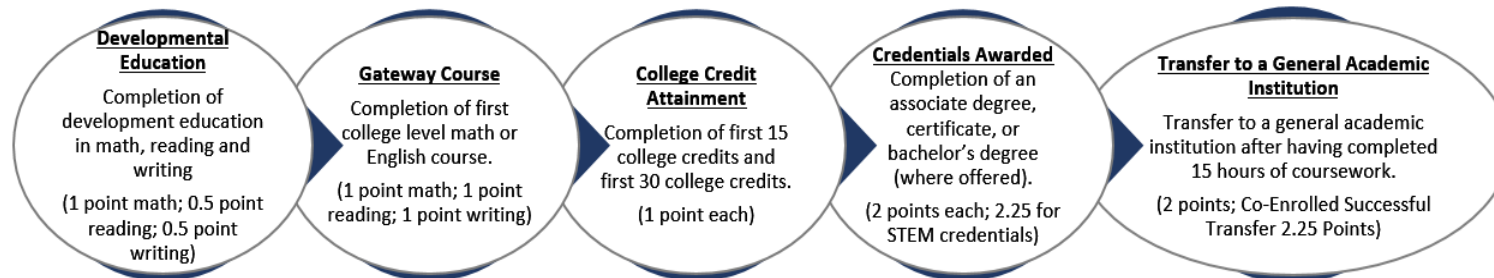 Developmental
Education
Completion of
development education
in math, reading and
writing
(1 point math; 0.5 point
reading; 0.5 point
writing)
Gateway Course
Completion of first
college level math or
English course.
(1 point math; 1 point
reading; 1 point writing)
College Credit
Attainment
Completion of first 15
college credits and
first 30 college credits.
(1 point each)
Credentials Awarded
Completion of an
associate degree,
certificate, or
bachelor’s degree
(where offered).
(2 points each; 2.25 for
STEM credentials)
Transfer to a General Academic
Institution
Transfer to a general academic
institution after having completed
15 hours of coursework.
(2 points; Co-Enrolled Successful
Transfer 2.25 Points)